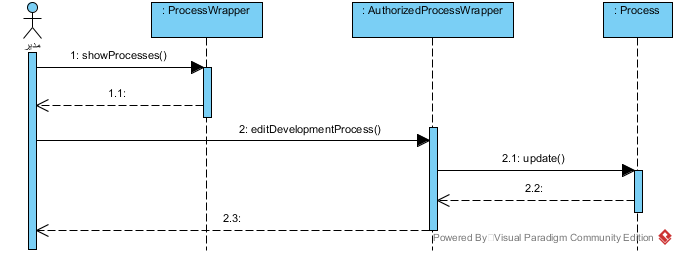 : ProcessWrapper
: AuthorizedProcessWrapper
: Process
مدیر
1: showProcesses()
1.1:
2: editDevelopmentProcess()
2.1: update()
2.2:
2.3:
Powered By Visual Paradigm Community Edition